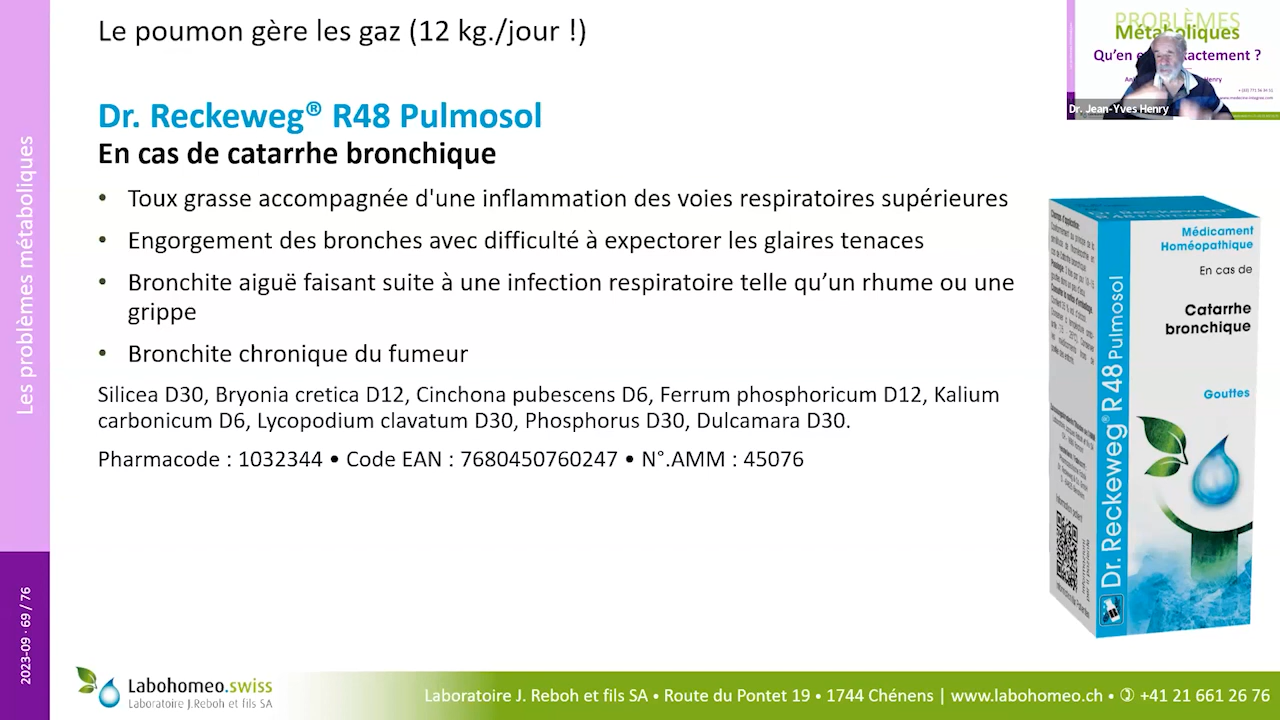 Le poumon gère les gaz (12 kg./jour !)
Dr. Reckeweg® R48 Pulmosol
En cas de catarrhe bronchique
• Toux grasse accompagnée d'une inflammation des voies respiratoires supérieures
• Engorgement des bronches avec difficulté à expectorer les glaires tenaces
• Bronchite aiguë faisant suite à une infection respiratoire telle qu’un rhume ou une
grippe
• Bronchite chronique du fumeur
Silicea D30, Bryonia cretica D12, Cinchona pubescens D6, Ferrum phosphoricum D12, Kalium
carbonicum D6, Lycopodium clavatum D30, Phosphorus D30, Dulcamara D30.
Pharmacode : 1032344 • Code EAN : 7680450760247 • N°.AMM : 45076
Les problèmes métaboliques
2023-09 · 69 / 76
PROBLÈMES
Métaboliques
Qu’en exactement ?
Henry
Dr. Jean-Yves Henry
Dr. Reckeweg®
R 48 Pulmosol
Médicament
Homéopathique
En cas de
Catarrhe
bronchique
Gouttes
Dr. Reckeweg® R 48 Pulmosol
Labohomeo.swiss
Laboratoire J.Reboh et fils SA
Laboratoire J. Reboh et fils SA • Route du Pontet 19 • 1744 Chénens | www.labohomeo.ch • ✆ +41 21 661 26 76